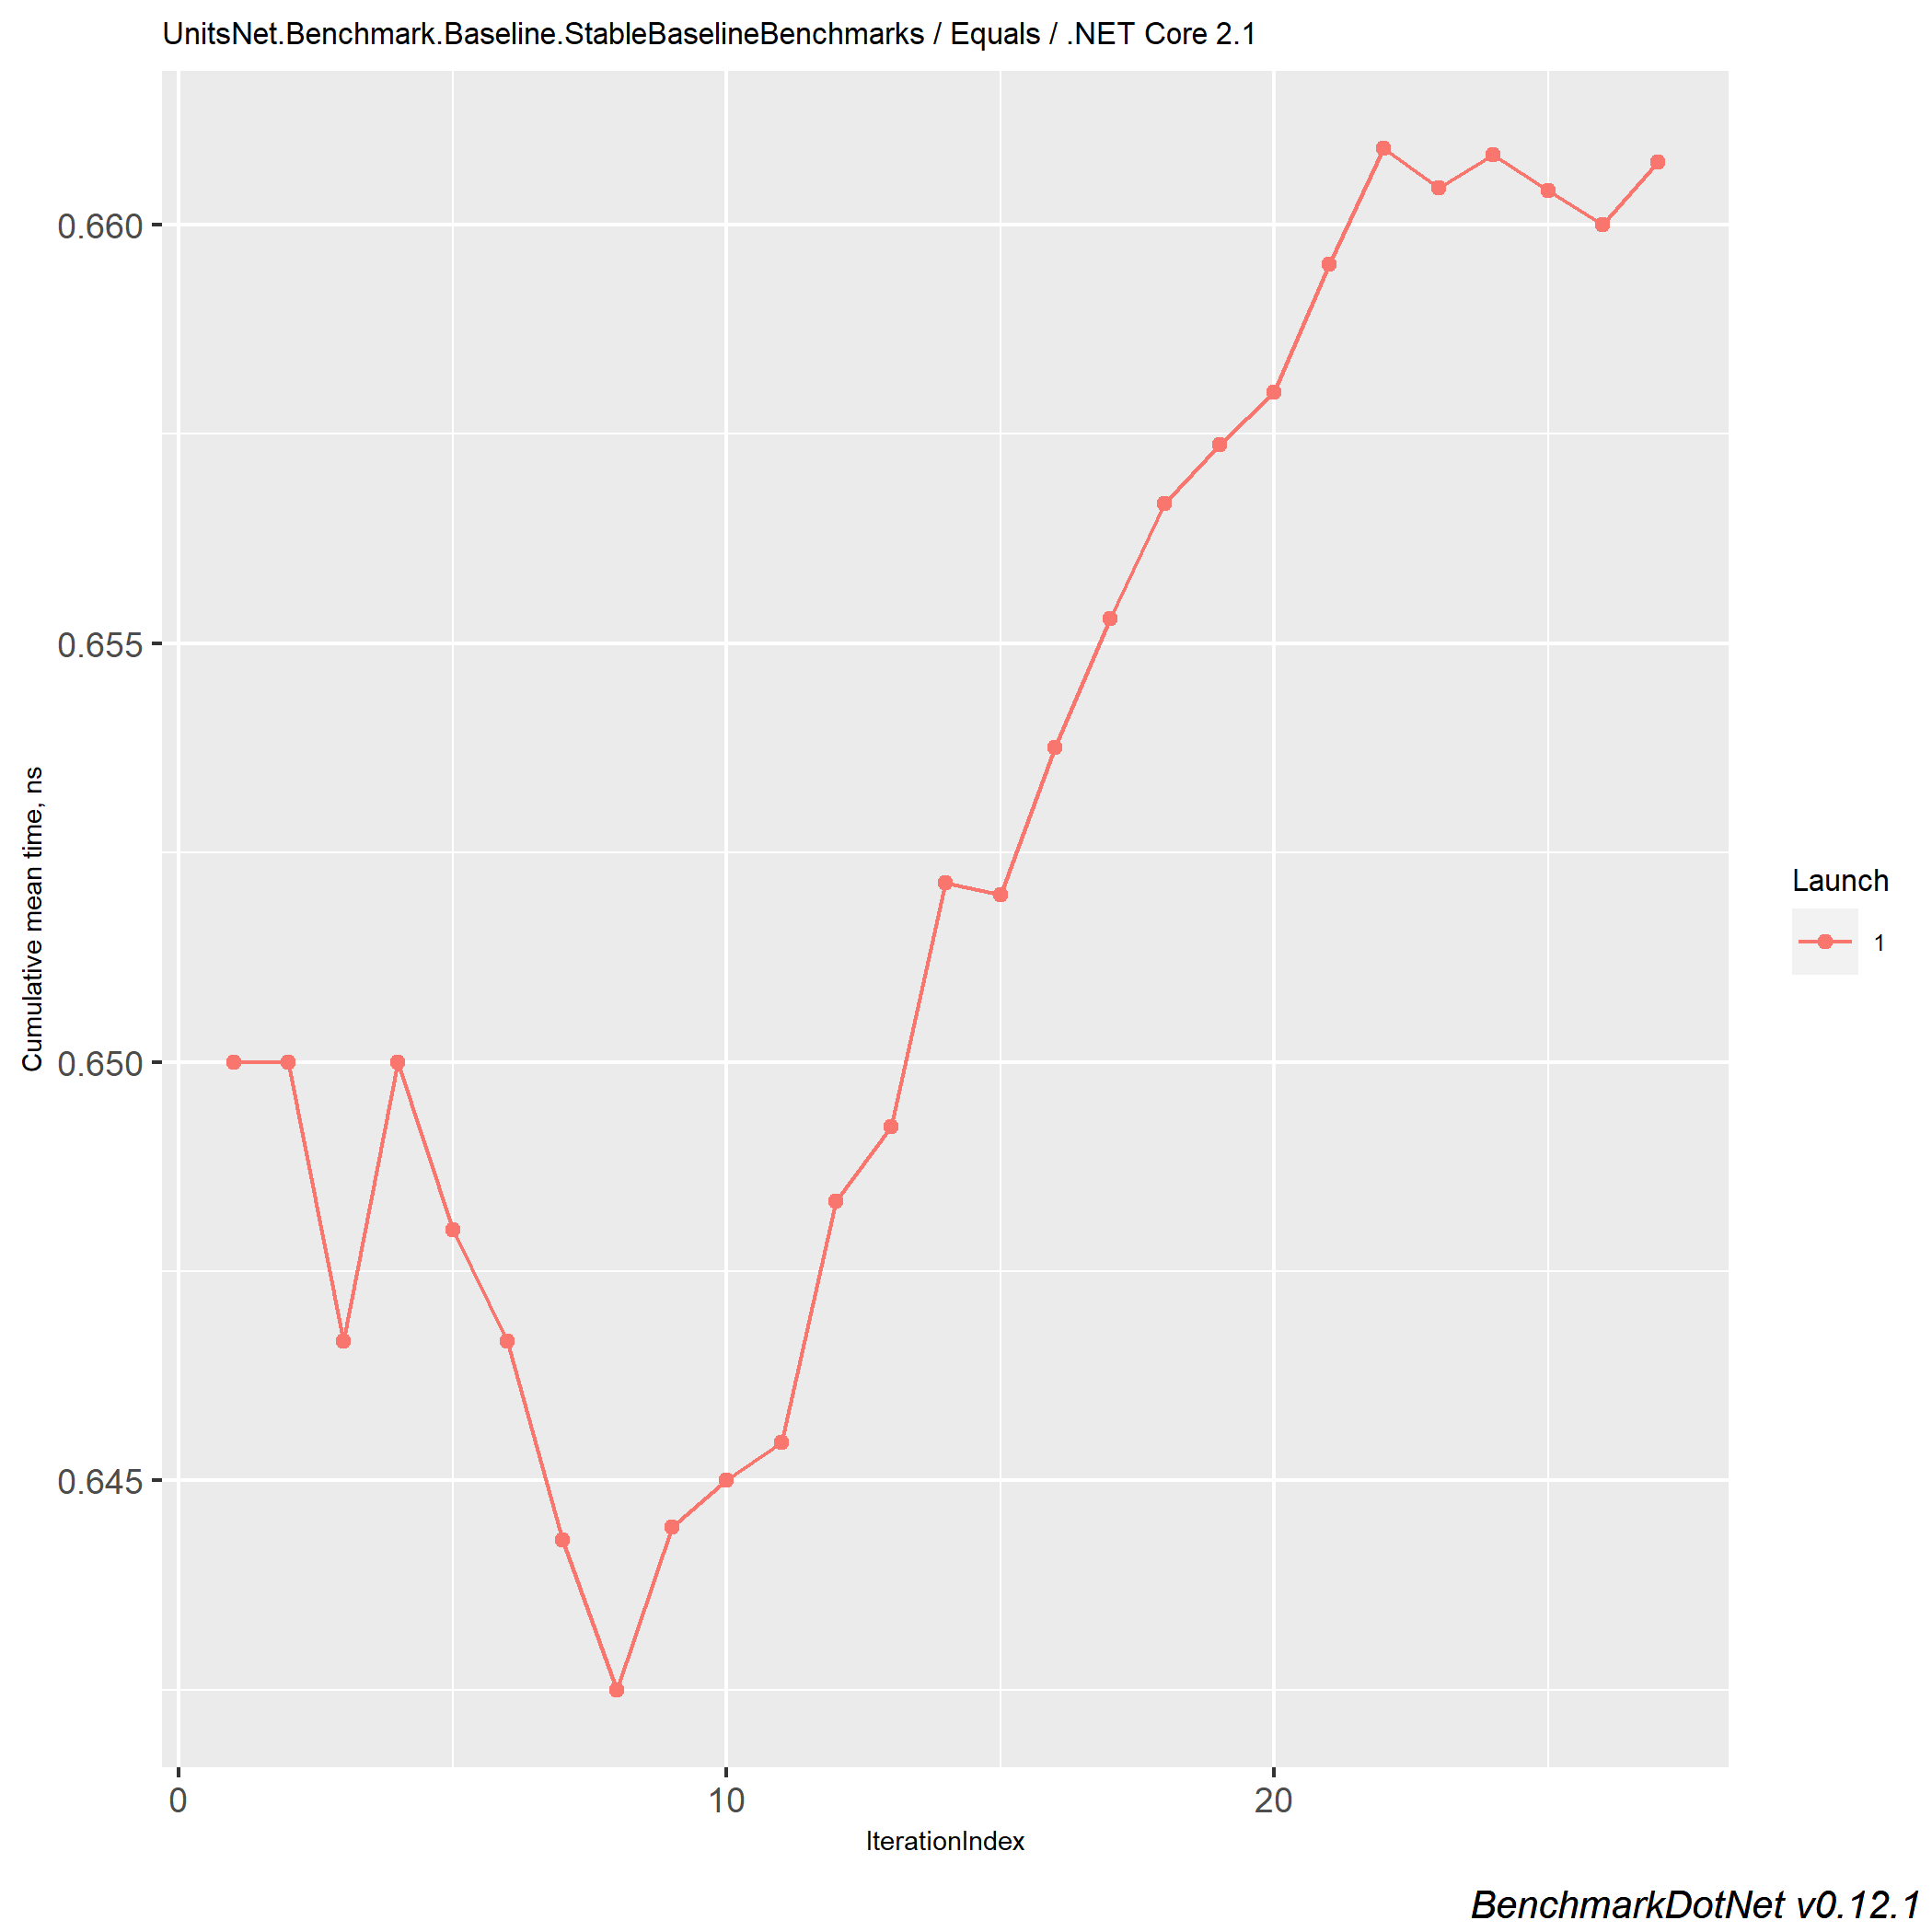 UnitsNet.Benchmark.Baseline.StableBaselineBenchmarks / Equals / .NET Core 2.1
Cumulative mean time, ns
0.660
0.655
0.650
0.645
0
10
20
IterationIndex
Launch
1
BenchmarkDotNet v0.12.1